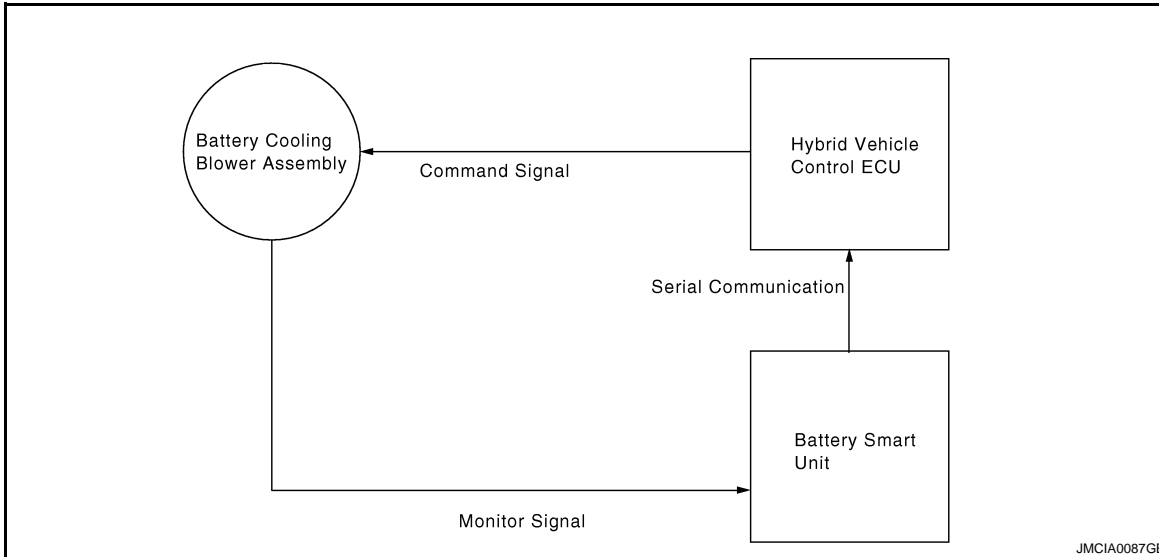 Battery Cooling
Blower Assembly
Command Signal
Hybrid Vehicle
Control ECU
Serial Communication
Battery Smart
Unit
Monitor Signal